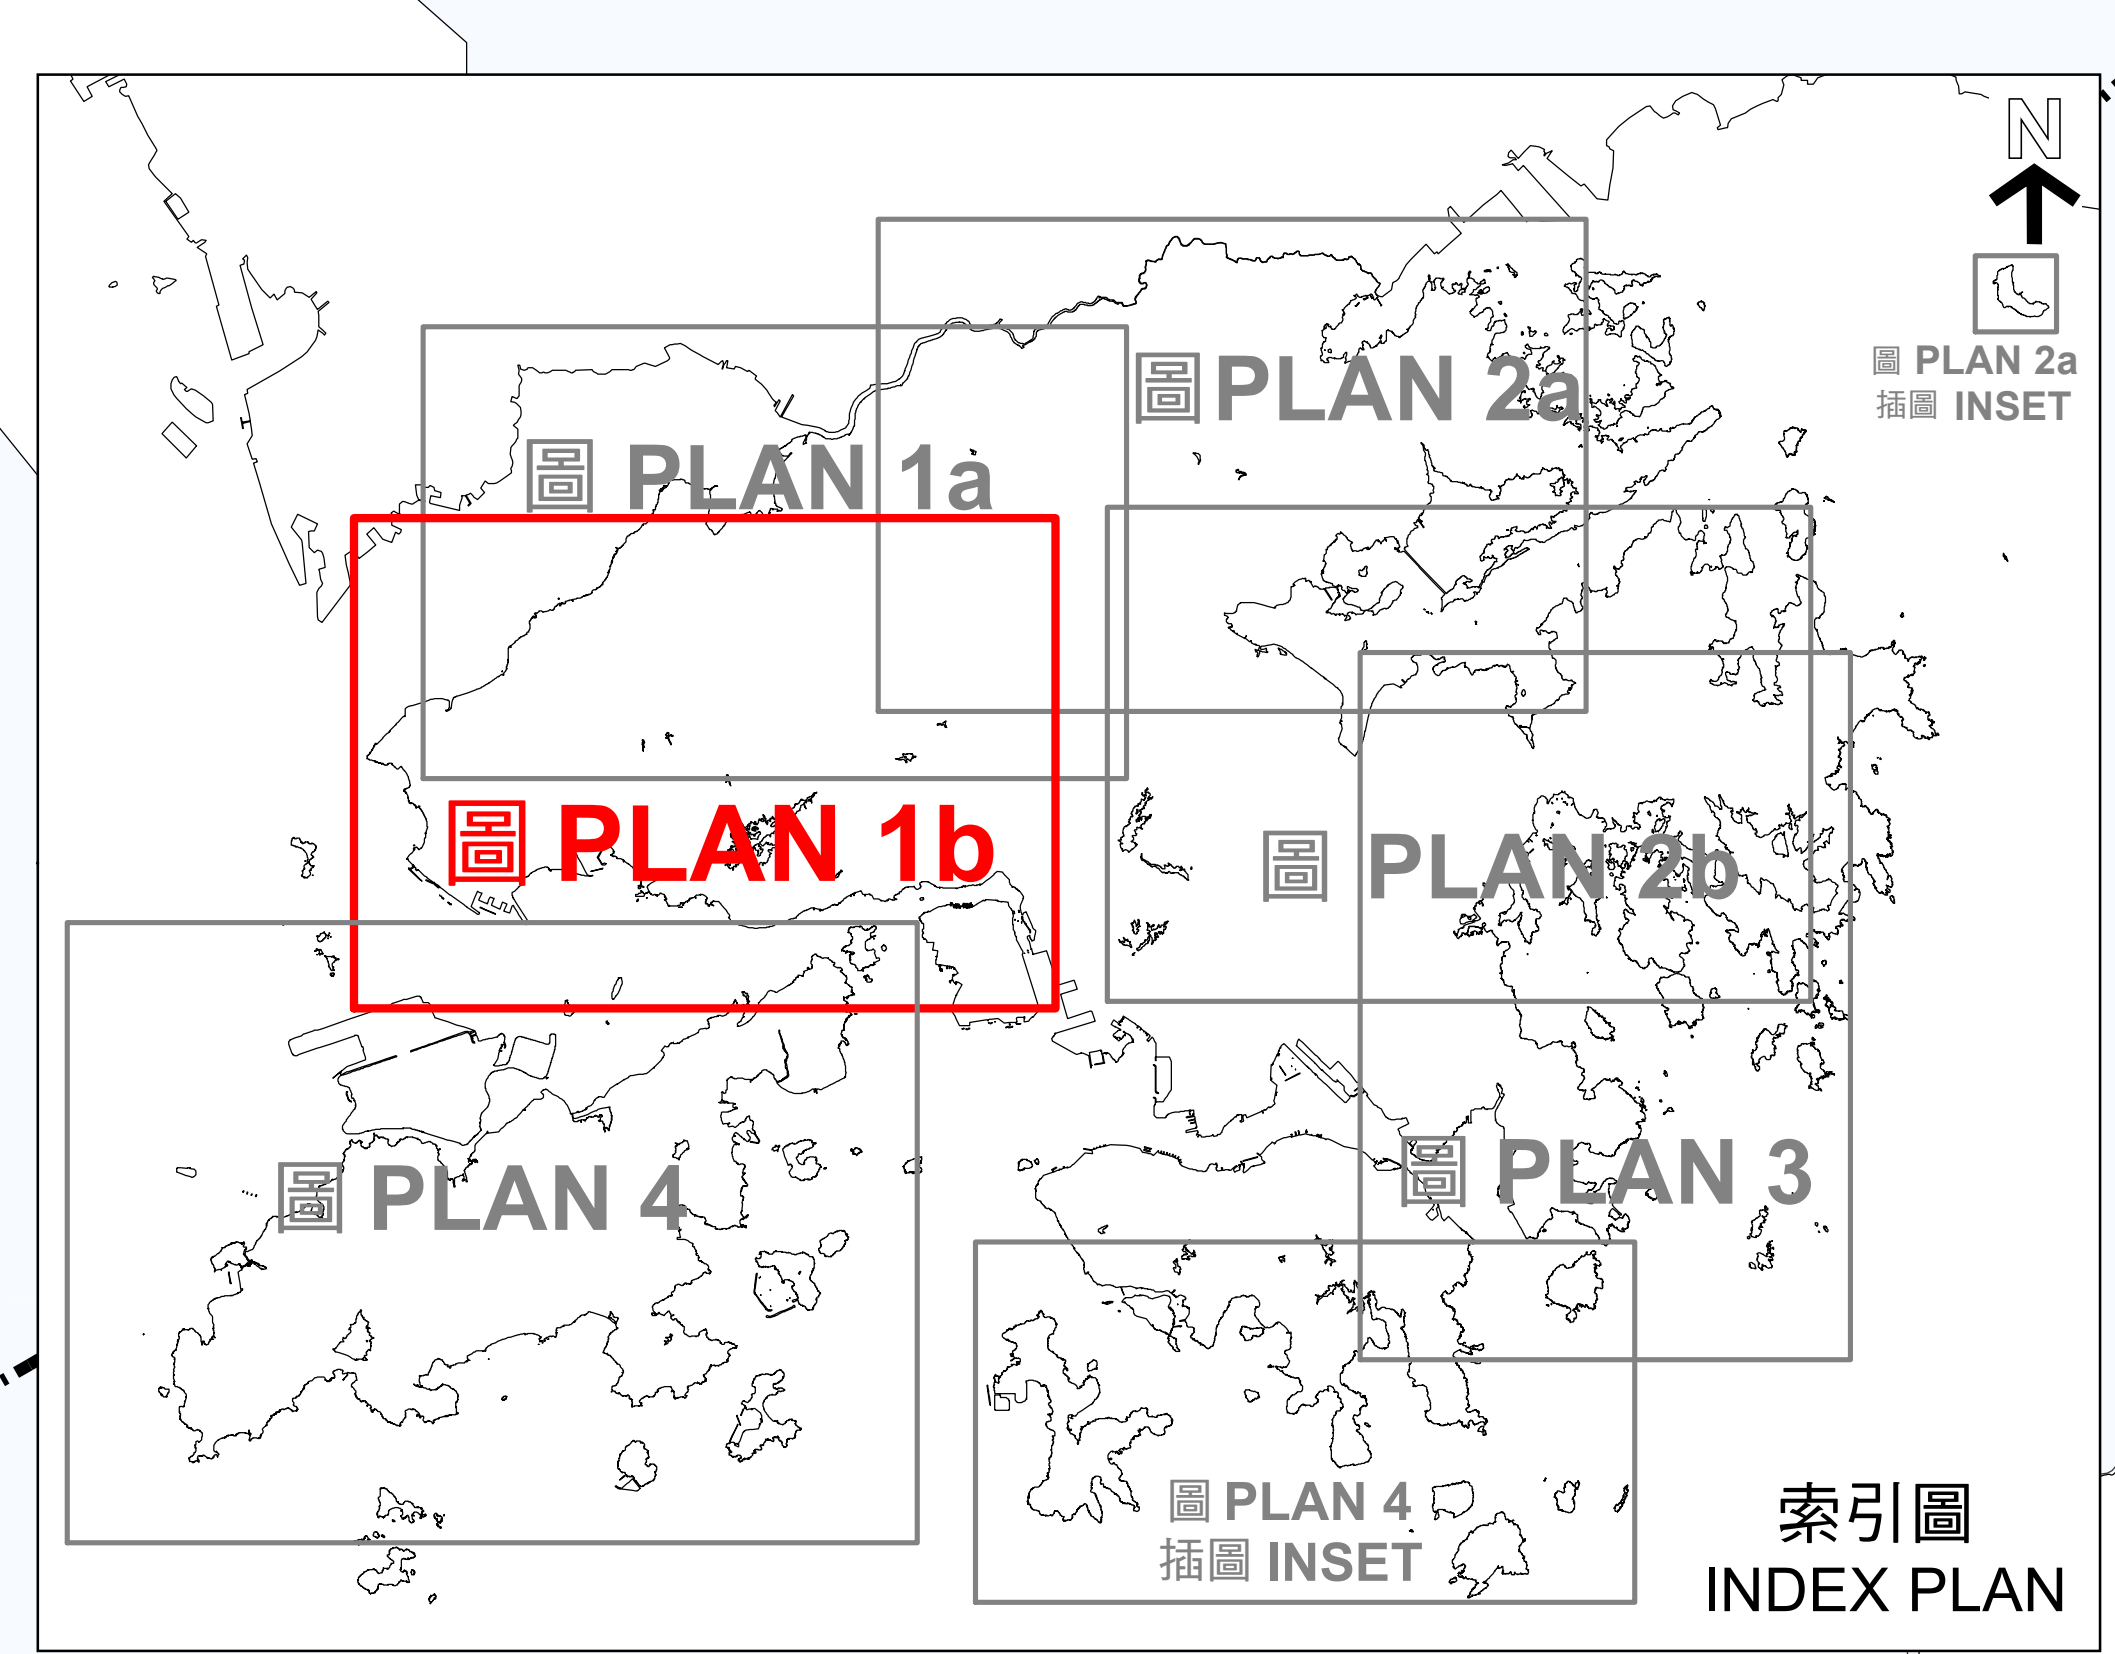 N
圖 PLAN 2a
插圖 INSET
圖 PLAN 2a
圖 PLAN 1a
圖 PLAN 1b
圖 PLAN 2b
圖 PLAN 3
圖 PLAN 4
圖 PLAN 4
插圖 INSET
索引圖
INDEX PLAN